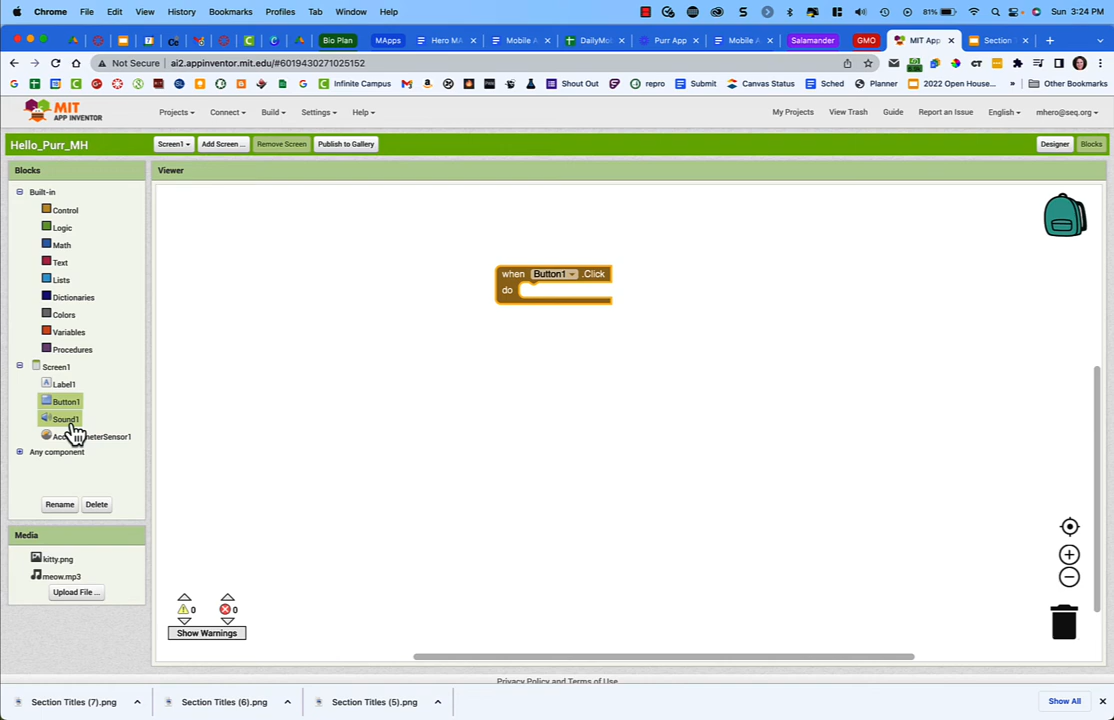 Chrome File Edit View History Bookmarks Profiles Tab Window Help 81% Sun 3:24 PM
Bio Plan MApps Hero MA Mobile A DailyMo Purr App Mobile A Salamander GMO MIT App Section
Not Secure ai2.appinventor.mit.edu/#6019430271025152
Infinite Campus Shout Out repro Submit Canvas Status Sched Planner 2022 Open House... » Other Bookmarks
MIT
APP INVENTOR
Projects Connect Build Settings Help My Projects View Trash Guide Report an Issue English mhero@seq.org
Hello_Purr_MH Screen1 Add Screen ... Remove Screen Publish to Gallery Designer Blocks
Blocks Viewer
Built-in
Control
Logic
Math
Text
Lists
Dictionaries
Colors
Variables
Procedures
Screen1
Label1
Button1
Sound1
meterSensor1
Any component
Rename Delete
when Button1 .Click
do
Media
kitty.png
meow.mp3
Upload File ...
0 0
Show Warnings
Privacy Policy and Terms of Use
Section Titles (7).png Section Titles (6).png Section Titles (5).png Show All